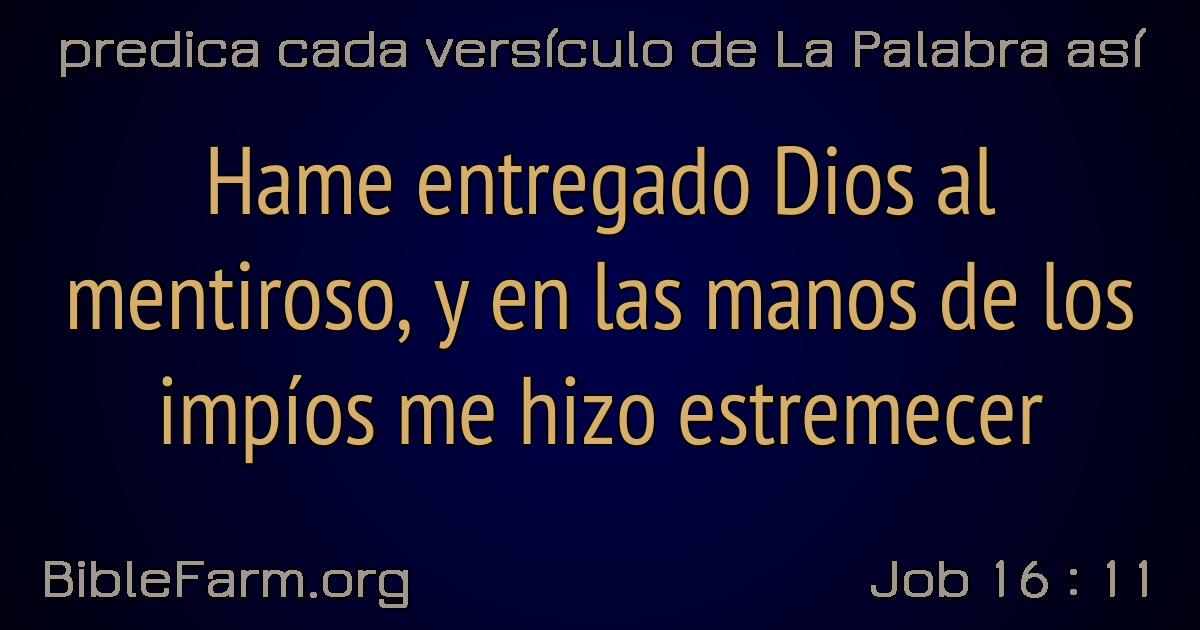 predica cada versículo de La Palabra así
Hame entregado Dios al
mentiroso, y en las manos de los
impíos me hizo estremecer
BibleFarm.org
Job 16 : 11